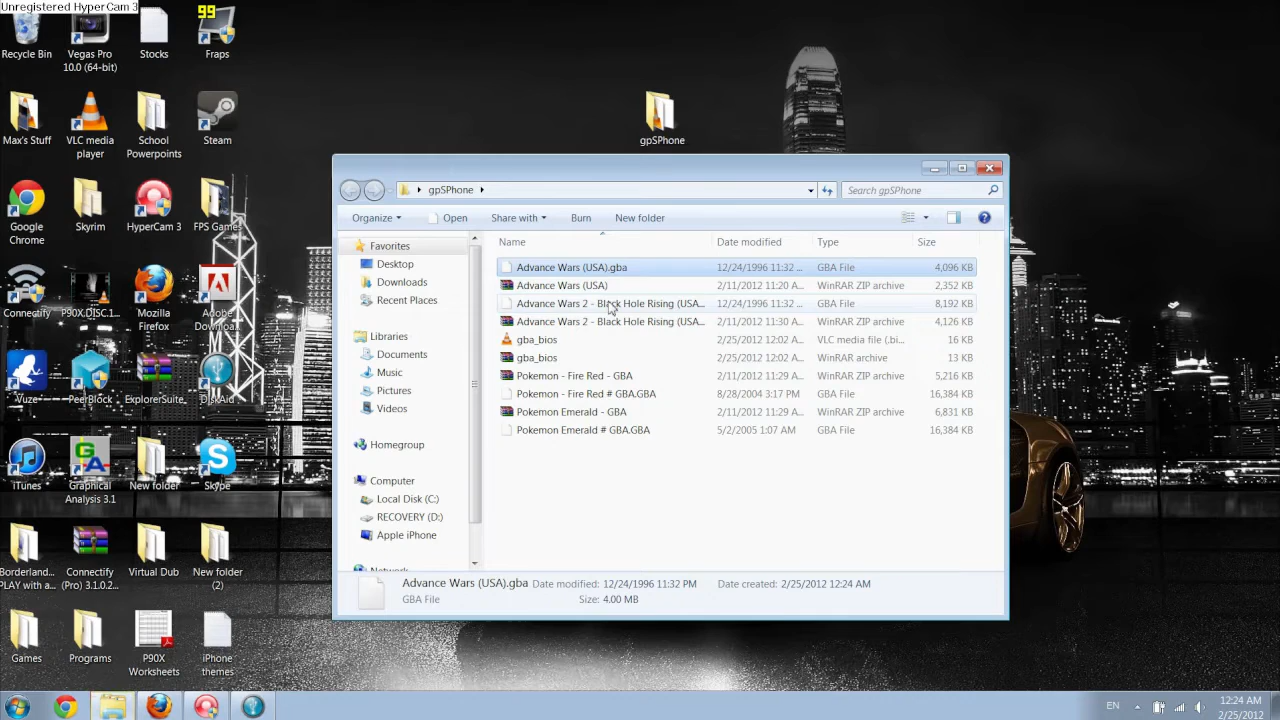 Unregistered HyperCam 3
99
Recycle Bin
Vegas Pro
10.0 (64-bit)
Stocks
Fraps
Max's Stuff
VLC media
player
School
Powerpoints
Steam
gpSPhone
Google
Chrome
Skyrim
HyperCam 3
FPS Games
Connectify
P90X.DISC.1...
Mozilla
Firefox
Adobe
Downloa...
Vuze
PeerBlock
ExplorerSuite
DiskAid
iTunes
Graphical
Analysis 3.1
New folder
Skype
Borderland...
PLAY with a...
Connectify
(Pro) 3.1.0.2...
Virtual Dub
New folder
(2)
Games
Programs
P90X
Worksheets
iPhone
themes
gpSPhone
Search gpSPhone
Organize
Open
Share with
Burn
New folder
Favorites
Desktop
Downloads
Recent Places
Libraries
Documents
Music
Pictures
Videos
Homegroup
Computer
Local Disk (C:)
RECOVERY (D:)
Apple iPhone
Network
Name Date modified Type Size
Advance Wars (USA).gba 12/24/1996 11:32 ... GBA File 4,096 KB
Advance Wars (USA) 2/11/2012 11:20 A... WinRAR ZIP archive 2,352 KB
Advance Wars 2 - Black Hole Rising (USA... 12/24/1996 11:32 ... GBA File 8,192 KB
Advance Wars 2 - Black Hole Rising (USA... 2/11/2012 11:30 A... WinRAR ZIP archive 4,126 KB
gba_bios 2/25/2012 12:02 A... VLC media file (.bi... 16 KB
gba_bios 2/25/2012 12:02 A... WinRAR archive 13 KB
Pokemon - Fire Red - GBA 2/11/2012 11:29 A... WinRAR ZIP archive 5,216 KB
Pokemon - Fire Red # GBA.GBA 8/28/2004 3:17 PM GBA File 16,384 KB
Pokemon Emerald - GBA 2/11/2012 11:29 A... WinRAR ZIP archive 6,831 KB
Pokemon Emerald # GBA.GBA 5/2/2005 1:07 AM GBA File 16,384 KB
Advance Wars (USA).gba Date modified: 12/24/1996 11:32 PM Date created: 2/25/2012 12:24 AM
GBA File Size: 4.00 MB
EN
12:24 AM
2/25/2012